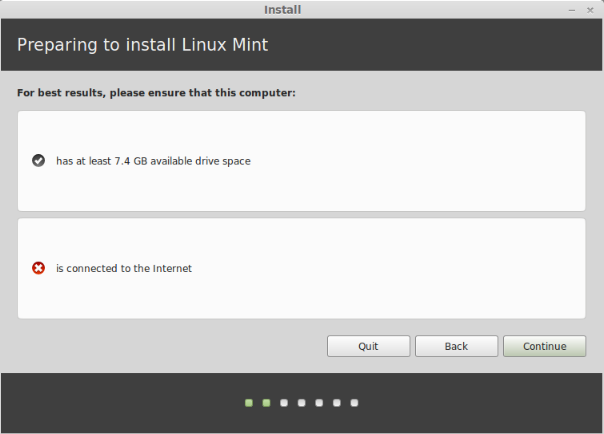 Install
Preparing to install Linux Mint
For best results, please ensure that this computer:
has at least 7.4 GB available drive space
is connected to the Internet
Quit Back Continue